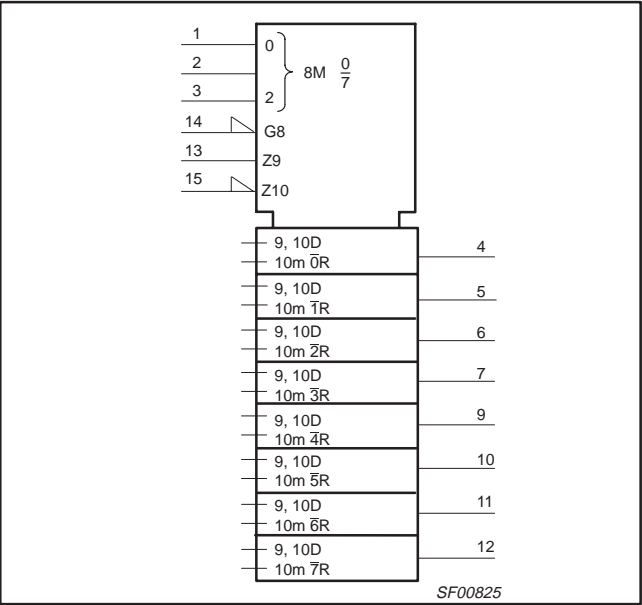 1
0
2
8M 0/7
3
2
14
G8
13
Z9
15
Z10
9, 10D
4
10m 0̅R
9, 10D
5
10m 1̅R
9, 10D
6
10m 2̅R
9, 10D
7
10m 3̅R
9, 10D
9
10m 4̅R
9, 10D
10
10m 5̅R
9, 10D
11
10m 6̅R
9, 10D
12
10m 7̅R
SF00825